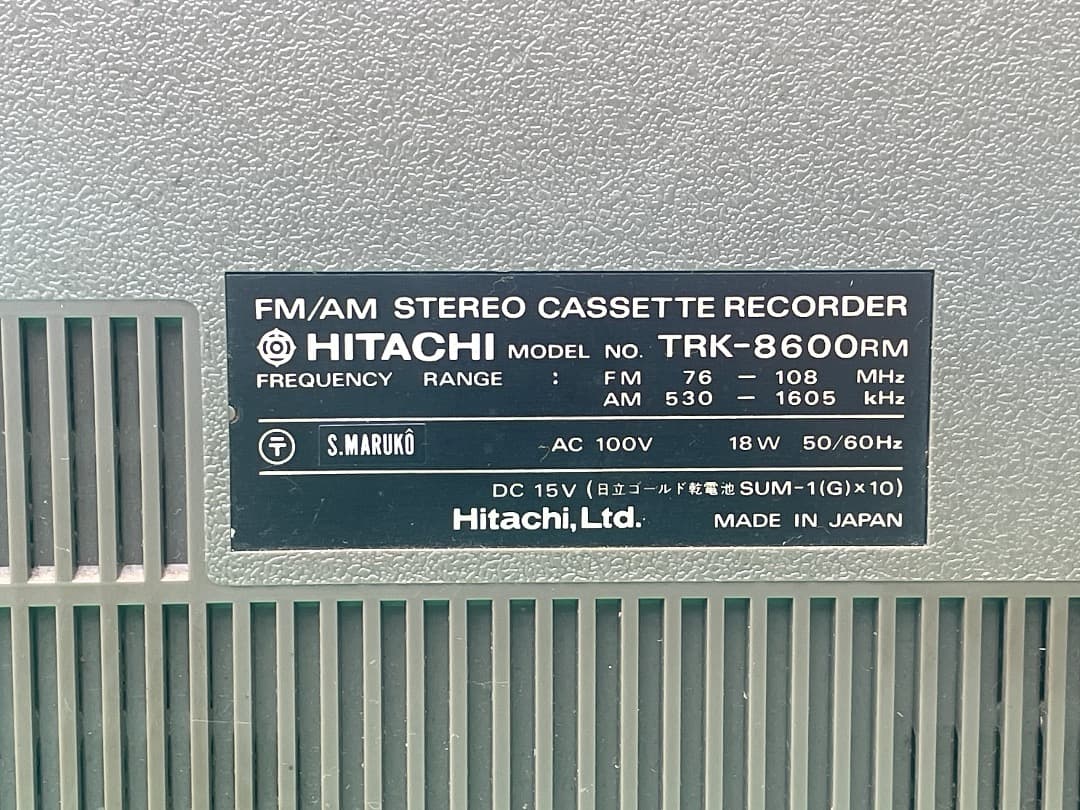 FM/AM STEREO CASSETTE RECORDER
HITACHI MODEL NO. TRK-8600RM
FREQUENCY RANGE : FM 76 — 108 MHz
AM 530 — 1605 kHz
〒 S.MARUKÔ ~AC 100V 18W 50/60Hz
DC 15V (日立ゴールド乾電池 SUM-1(G)×10)
Hitachi, Ltd. MADE IN JAPAN